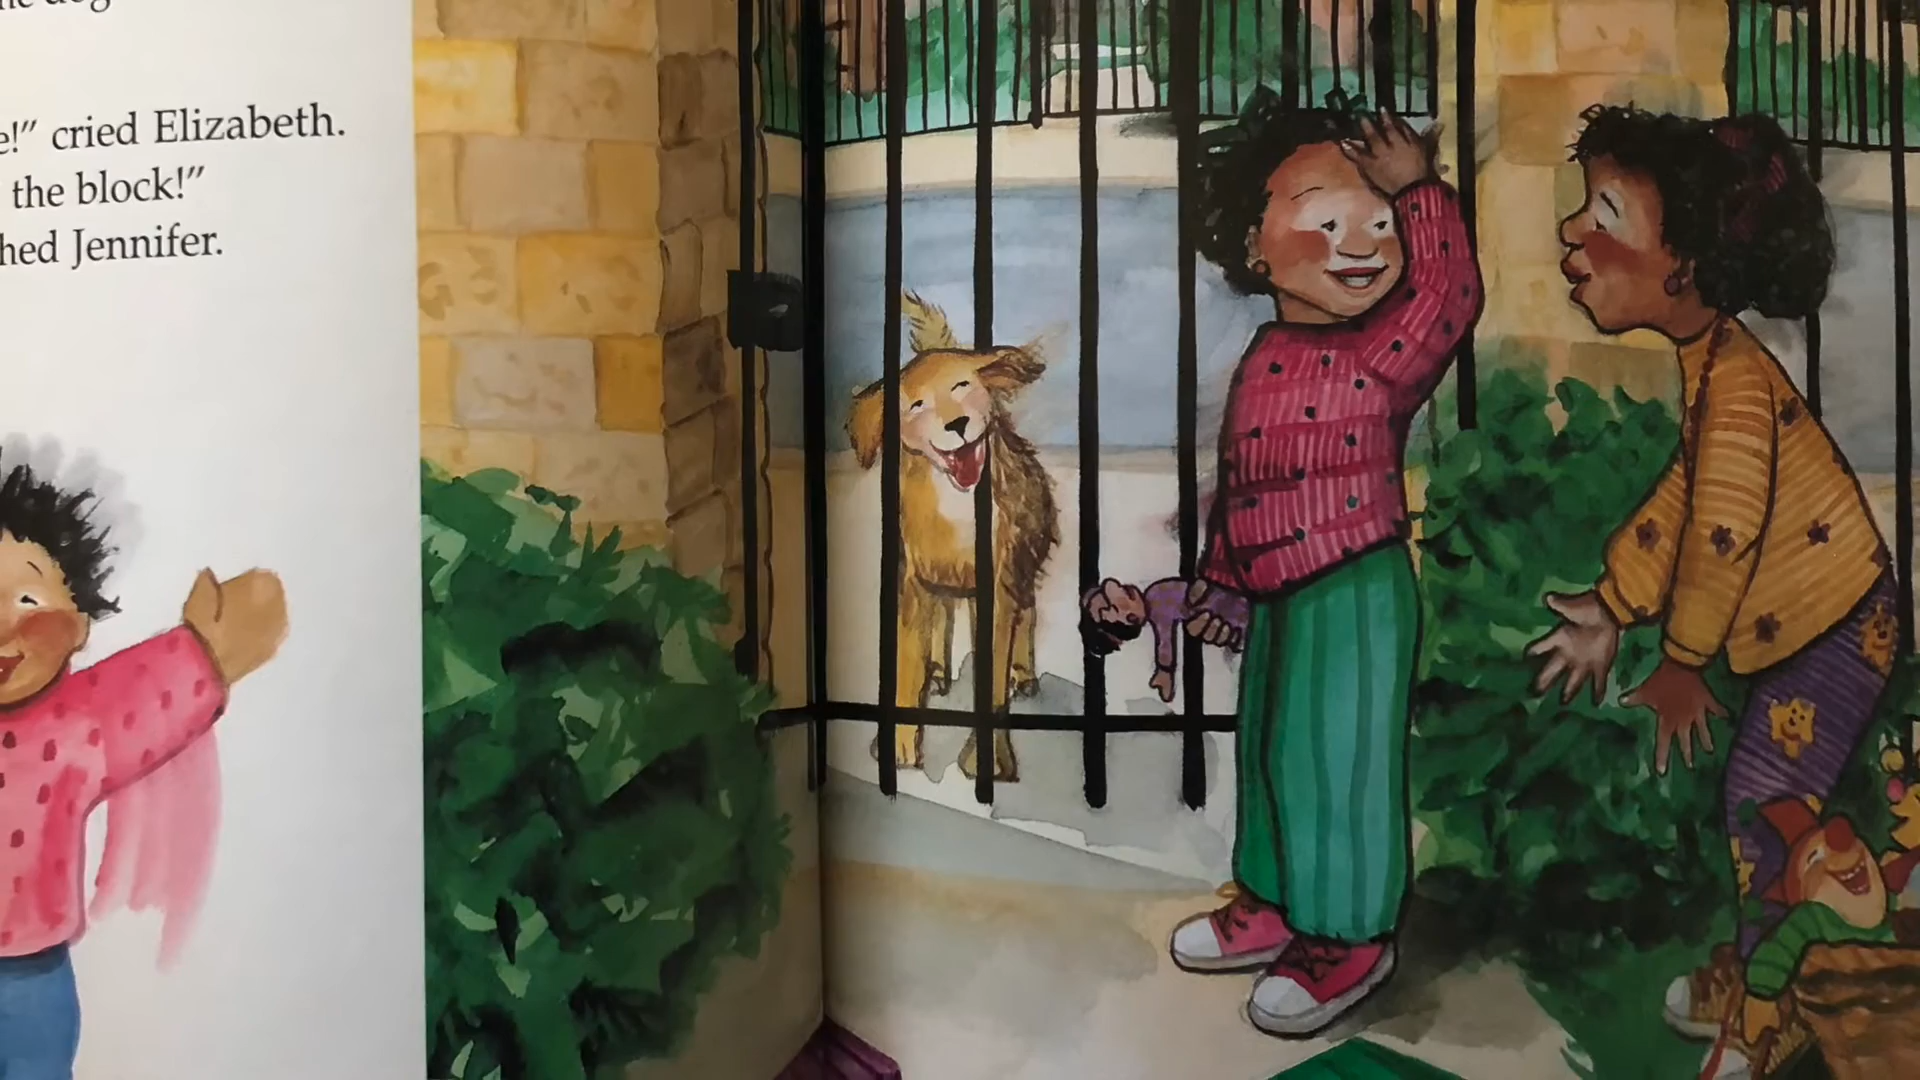 e!" cried Elizabeth.
the block!"
hed Jennifer.